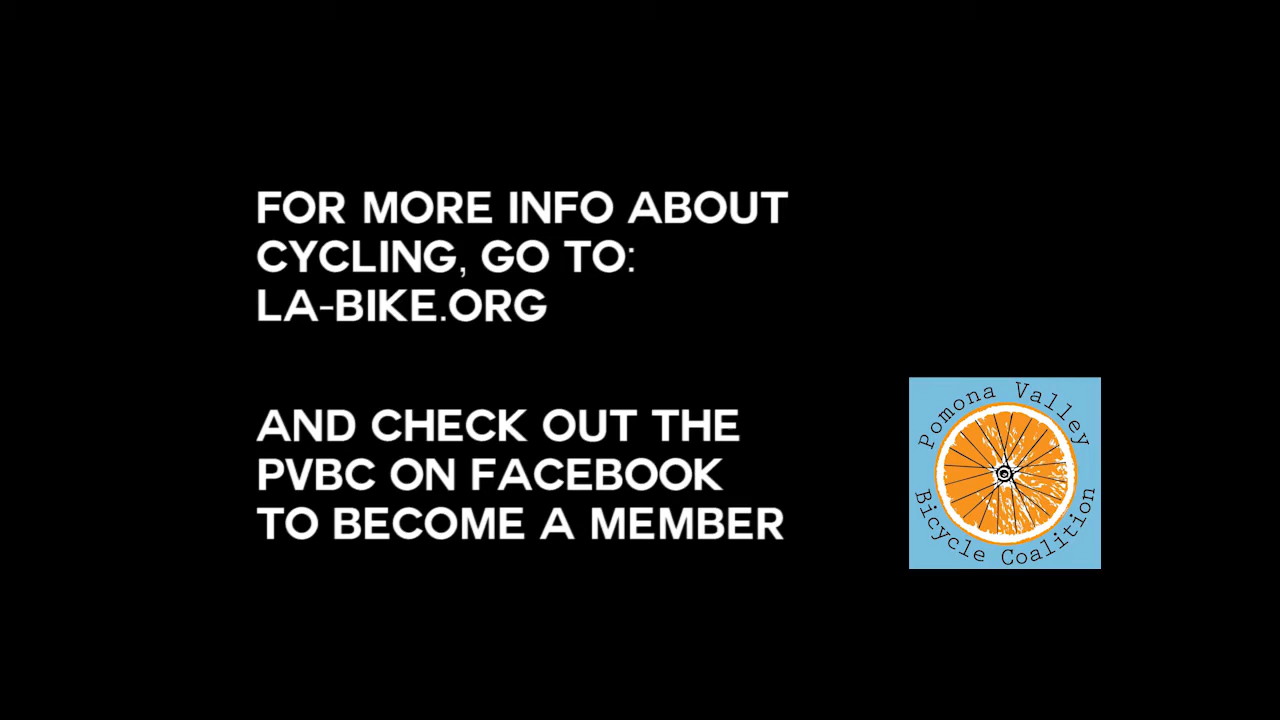 FOR MORE INFO ABOUT
CYCLING, GO TO:
LA-BIKE.ORG
AND CHECK OUT THE
PVBC ON FACEBOOK
TO BECOME A MEMBER
Pomona Valley
Bicycle Coalition